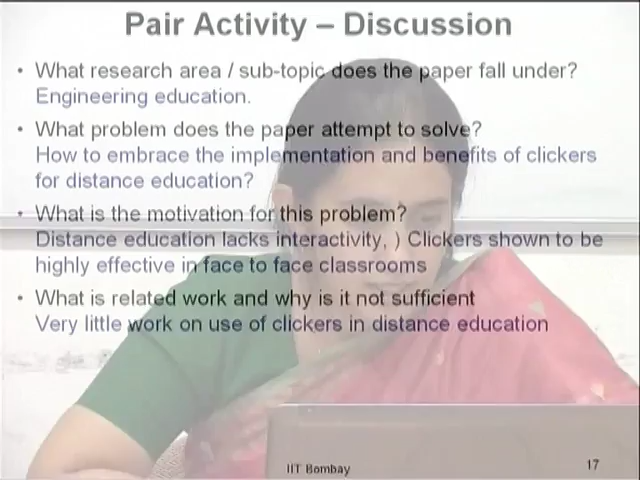 Pair Activity – Discussion
• What research area / sub-topic does the paper fall under?
Engineering education.
• What problem does the paper attempt to solve?
How to embrace the implementation and benefits of clickers
for distance education?
• What is the motivation for this problem?
Distance education lacks interactivity, ) Clickers shown to be
highly effective in face to face classrooms
• What is related work and why is it not sufficient
Very little work on use of clickers in distance education
IIT Bombay
17